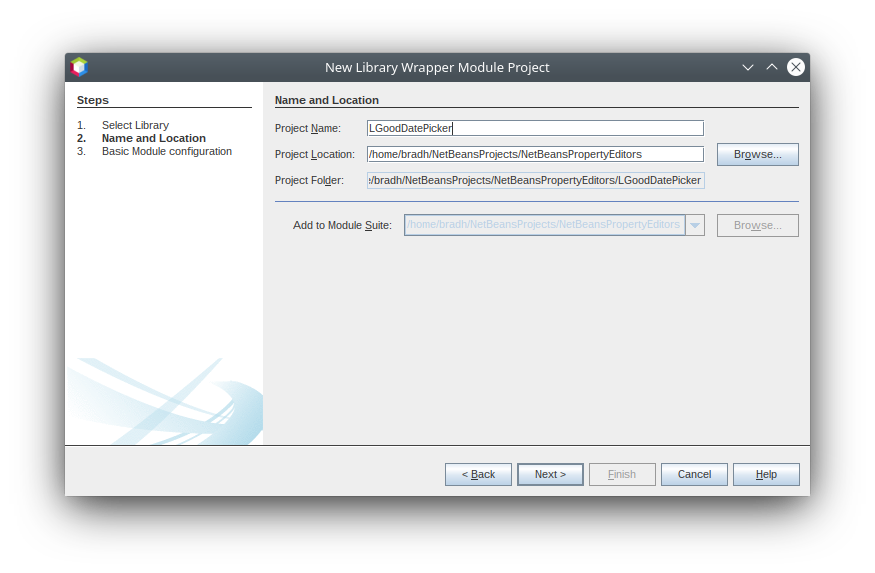 New Library Wrapper Module Project
Steps
1. Select Library
2. Name and Location
3. Basic Module configuration
Name and Location
Project Name: LGoodDatePicker
Project Location: /home/bradh/NetBeansProjects/NetBeansPropertyEditors Browse...
Project Folder: e/bradh/NetBeansProjects/NetBeansPropertyEditors/LGoodDatePicker
Add to Module Suite: /home/bradh/NetBeansProjects/NetBeansPropertyEditors Browse...
< Back Next > Finish Cancel Help